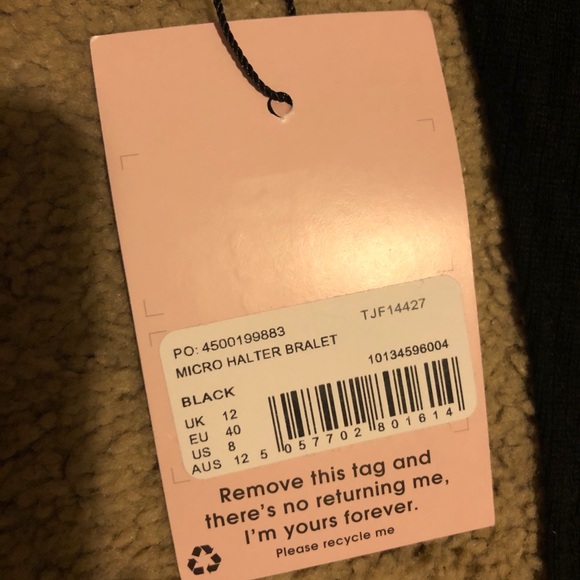 PO: 4500199883 TJF14427
MICRO HALTER BRALET
10134596004
BLACK
UK 12
EU 40
US 8
AUS 12
5 057702 801614
Remove this tag and
there's no returning me,
I'm yours forever.
Please recycle me